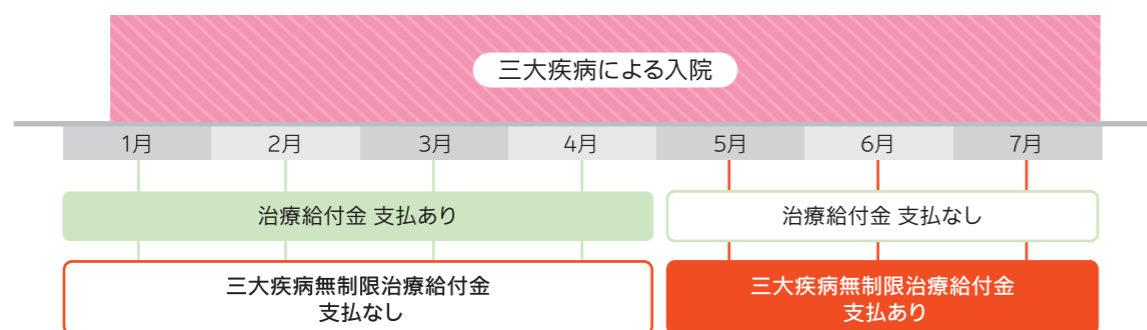 三大疾病による入院
1月 2月 3月 4月 5月 6月 7月
治療給付金 支払あり 治療給付金 支払なし
三大疾病無制限治療給付金
支払なし
三大疾病無制限治療給付金
支払あり